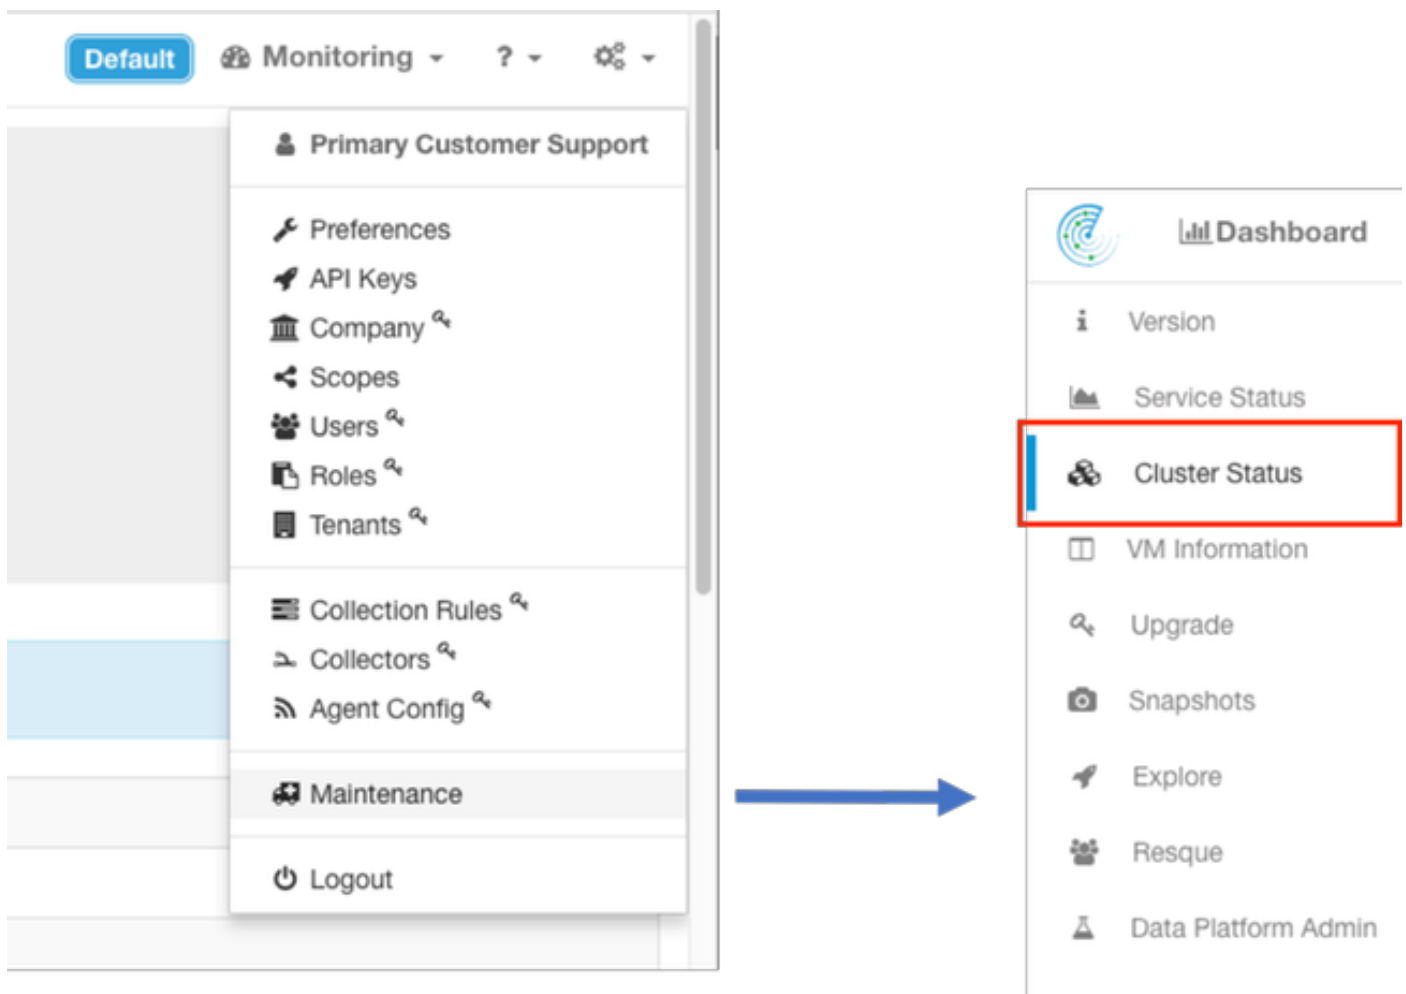 Default Monitoring ?
Primary Customer Support
Preferences
API Keys
Company
Scopes
Users
Roles
Tenants
Collection Rules
Collectors
Agent Config
Maintenance
Logout
Dashboard
Version
Service Status
Cluster Status
VM Information
Upgrade
Snapshots
Explore
Resque
Data Platform Admin